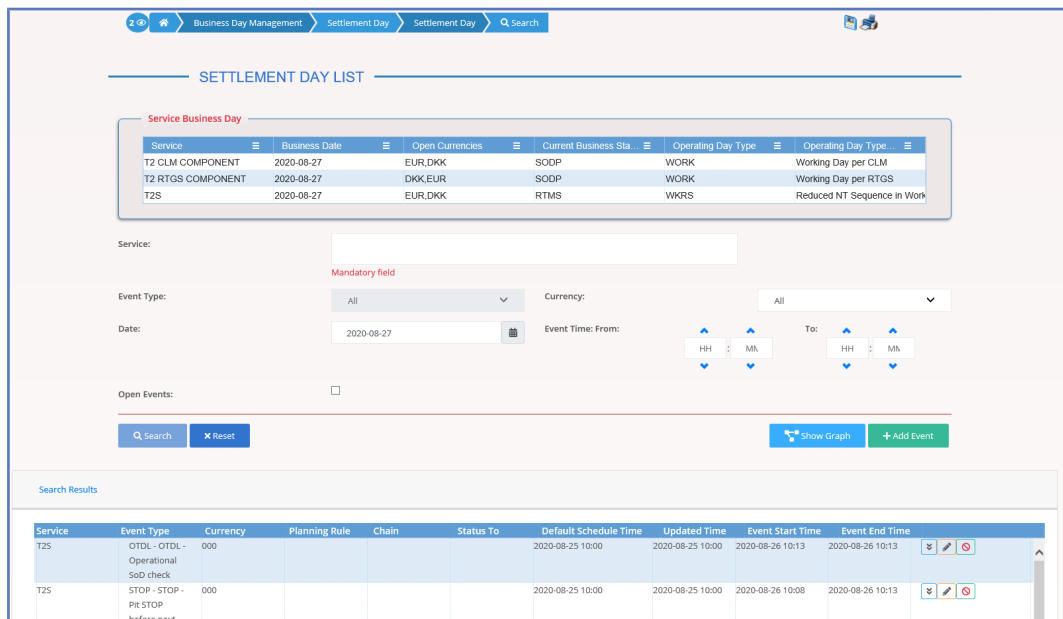 2 Business Day Management Settlement Day Settlement Day Search
SETTLEMENT DAY LIST
Service Business Day
Service Business Date Open Currencies Current Business Sta... Operating Day Type Operating Day Type...
T2 CLM COMPONENT 2020-08-27 EUR,DKK SODP WORK Working Day per CLM
T2 RTGS COMPONENT 2020-08-27 DKK,EUR SODP WORK Working Day per RTGS
T2S 2020-08-27 EUR,DKK RTMS WKRS Reduced NT Sequence in Work
Service:
Mandatory field
Event Type: All Currency: All
Date: 2020-08-27 Event Time: From: To:
HH : MM HH : MM
Open Events:
Search Reset Show Graph + Add Event
Search Results
Service Event Type Currency Planning Rule Chain Status To Default Schedule Time Updated Time Event Start Time Event End Time
T2S OTDL - OTDL - 000 2020-08-25 10:00 2020-08-25 10:00 2020-08-26 10:13 2020-08-26 10:13
Operational
SoD check
T2S STOP - STOP - 000 2020-08-25 10:00 2020-08-25 10:00 2020-08-26 10:08 2020-08-26 10:13
Pit STOP
before next